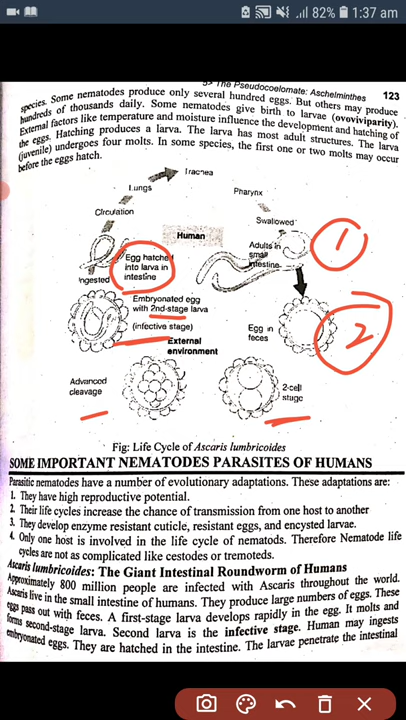 82% 1:37 am
5> The Pseudocoelomate: Aschelminthes 123
species. Some nematodes produce only several hundred eggs. But others may produce
hundreds of thousands daily. Some nematodes give birth to larvae (ovoviviparity).
External factors like temperature and moisture influence the development and hatching of
the eggs. Hatching produces a larva. The larva has most adult structures. The larva
(juvenile) undergoes four molts. In some species, the first one or two molts may occur
before the eggs hatch.
Trachea
Lungs
Pharynx
Circulation
Swallowed
Human
Adults in
small
intestine
1
Egg hatched
into larva in
intestine
Ingested
Embryonated egg
with 2nd-stage larva
(infective stage)
Egg in
feces
2
External
environment
Advanced
cleavage
2-cell
stage
Fig: Life Cycle of Ascaris lumbricoides
SOME IMPORTANT NEMATODES PARASITES OF HUMANS
Parasitic nematodes have a number of evolutionary adaptations. These adaptations are:
1. They have high reproductive potential.
2. Their life cycles increase the chance of transmission from one host to another
3. They develop enzyme resistant cuticle, resistant eggs, and encysted larvae.
4. Only one host is involved in the life cycle of nematods. Therefore Nematode life
cycles are not as complicated like cestodes or tremoteds.
Ascaris lumbricoides: The Giant Intestinal Roundworm of Humans
Approximately 800 million people are infected with Ascaris throughout the world.
Ascaris live in the small intestine of humans. They produce large numbers of eggs. These
eggs pass out with feces. A first-stage larva develops rapidly in the egg. It molts and
forms second-stage larva. Second larva is the infective stage. Human may ingests
embryonated eggs. They are hatched in the intestine. The larvae penetrate the intestinal